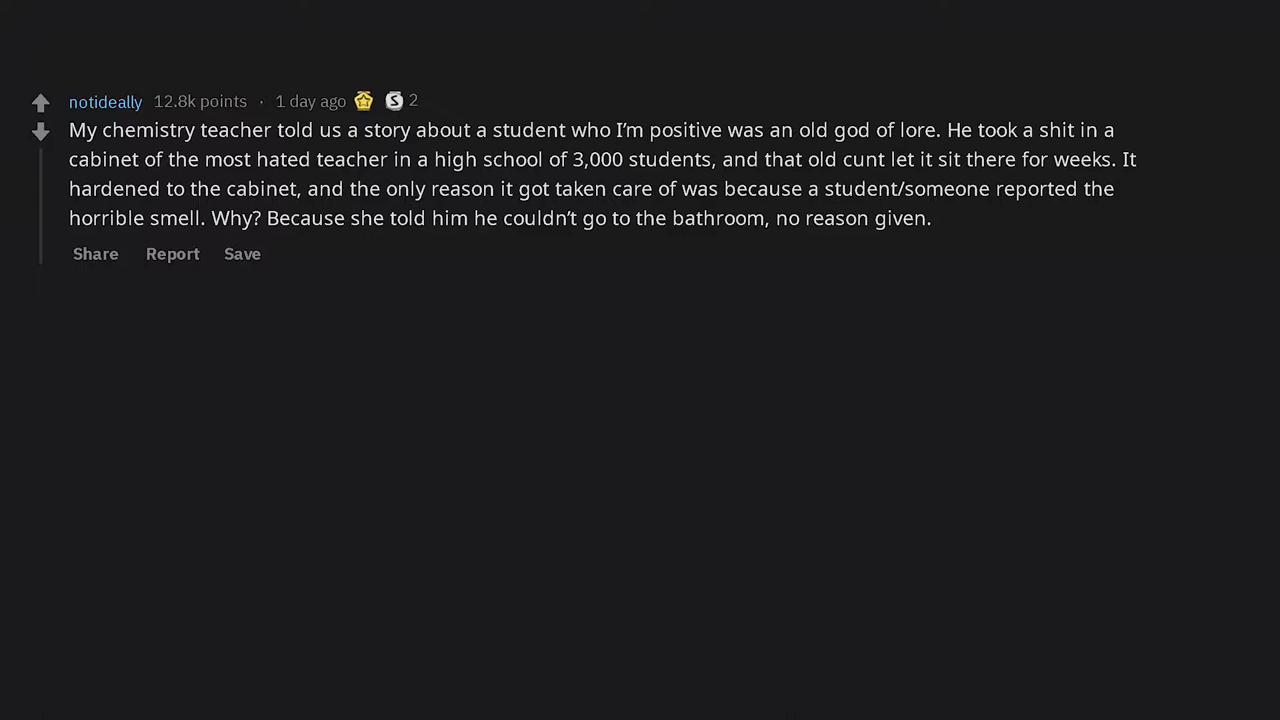 notideally 12.8k points · 1 day ago 2
My chemistry teacher told us a story about a student who I’m positive was an old god of lore. He took a shit in a
cabinet of the most hated teacher in a high school of 3,000 students, and that old cunt let it sit there for weeks. It
hardened to the cabinet, and the only reason it got taken care of was because a student/someone reported the
horrible smell. Why? Because she told him he couldn’t go to the bathroom, no reason given.
Share Report Save